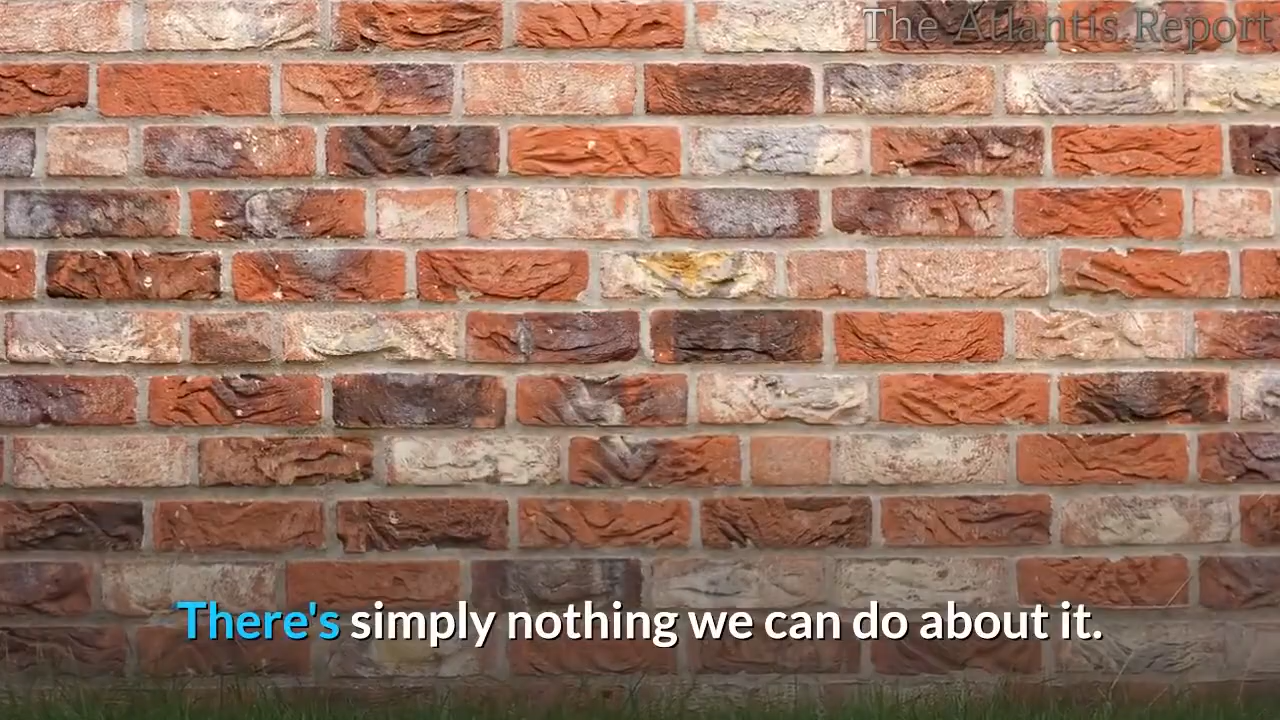 The Atlantis Report
There's simply nothing we can do about it.